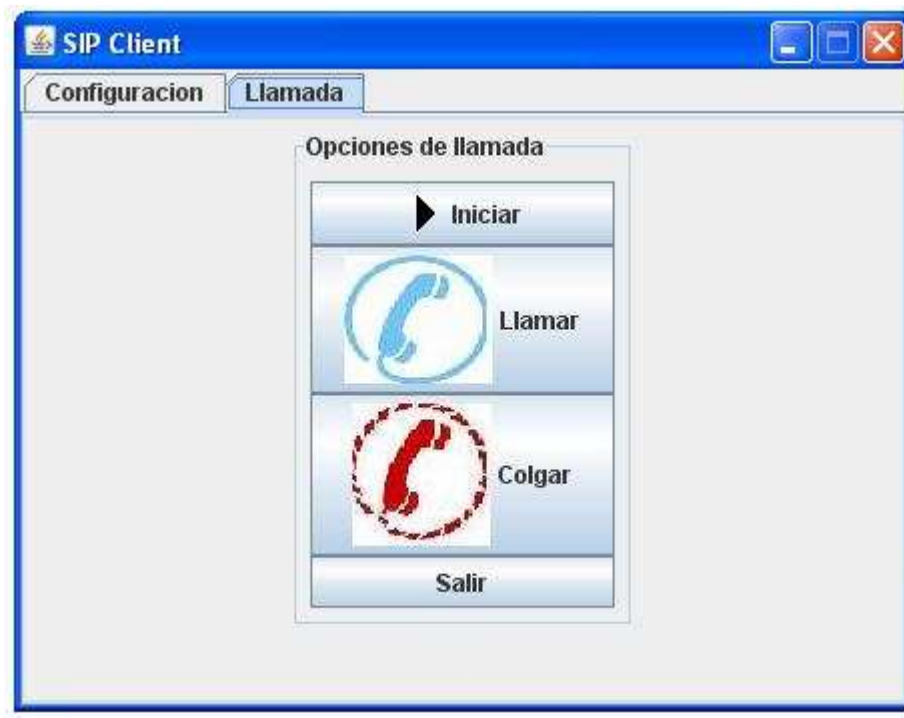 SIP Client
Configuracion Llamada
Opciones de llamada
Iniciar
Llamar
Colgar
Salir